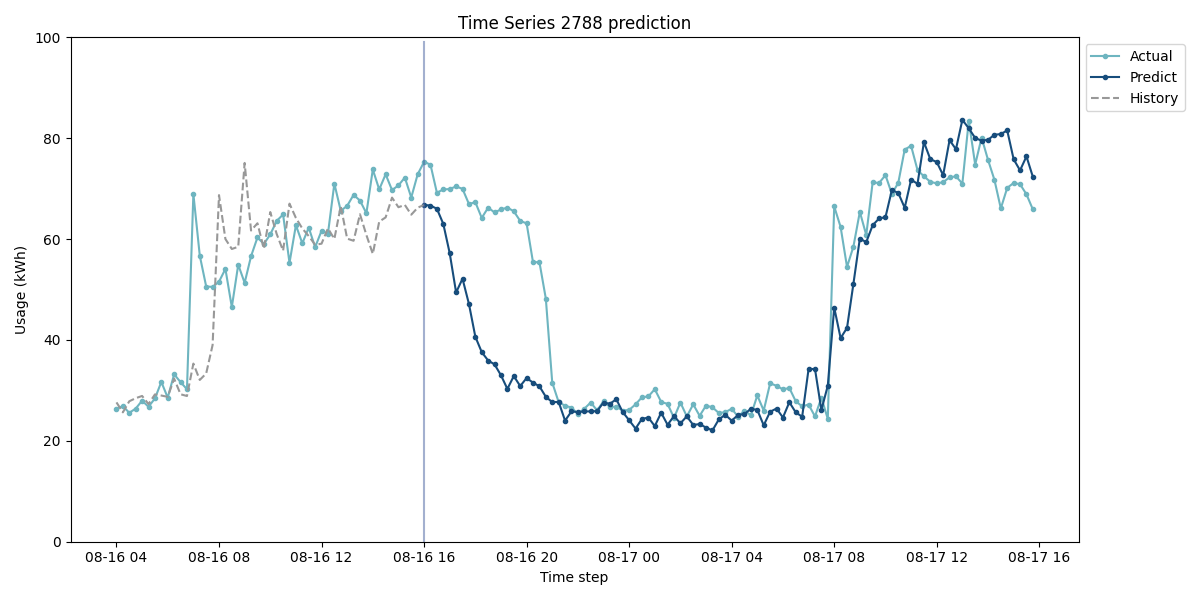 Time Series 2788 prediction
100
80
60
40
20
0
Usage (kWh)
08-16 04
08-16 08
08-16 12
08-16 16
08-16 20
08-17 00
08-17 04
08-17 08
08-17 12
08-17 16
Time step
Actual
Predict
History